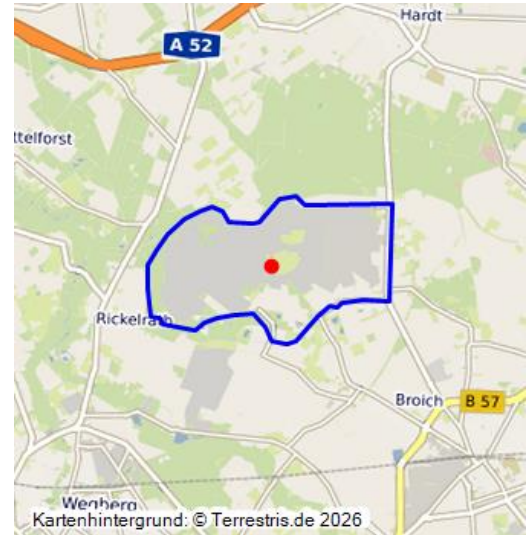 Hardt
A 52
ttelforst
Rickelrath
Broich
B 57
Wegberg
Kartenhintergrund: © Terrestris.de 2026